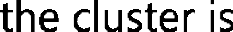 the cluster is